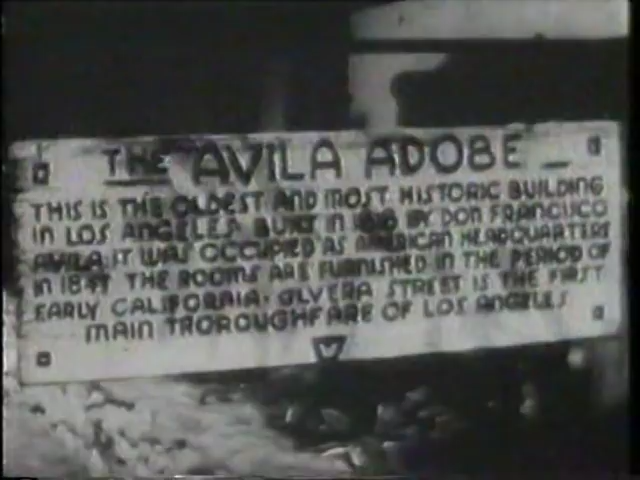 THE AVILA ADOBE
THIS IS THE OLDEST AND MOST HISTORIC BUILDING
IN LOS ANGELES. BUILT IN 1818 BY DON FRANCISCO
AVILA IT WAS OCCUPIED AS AMERICAN HEADQUARTERS
IN 1847 THE ROOMS ARE FURNISHED IN THE PERIOD OF
EARLY CALIFORNIA. OLVERA STREET IS THE FIRST
MAIN THOROUGHFARE OF LOS ANGELES